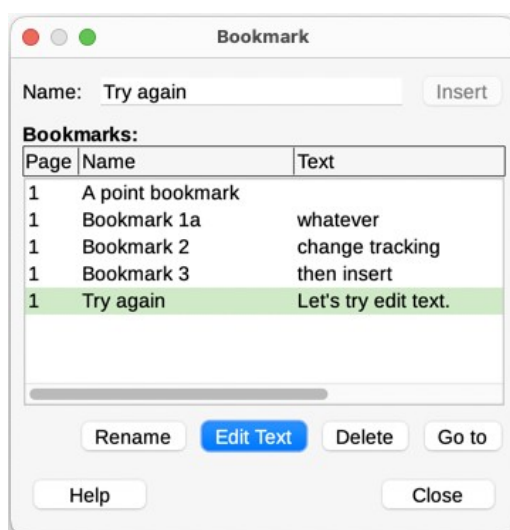 Bookmark
Name: Try again Insert
Bookmarks:
Page Name Text
1 A point bookmark
1 Bookmark 1a whatever
1 Bookmark 2 change tracking
1 Bookmark 3 then insert
1 Try again Let's try edit text.
Rename Edit Text Delete Go to
Help Close